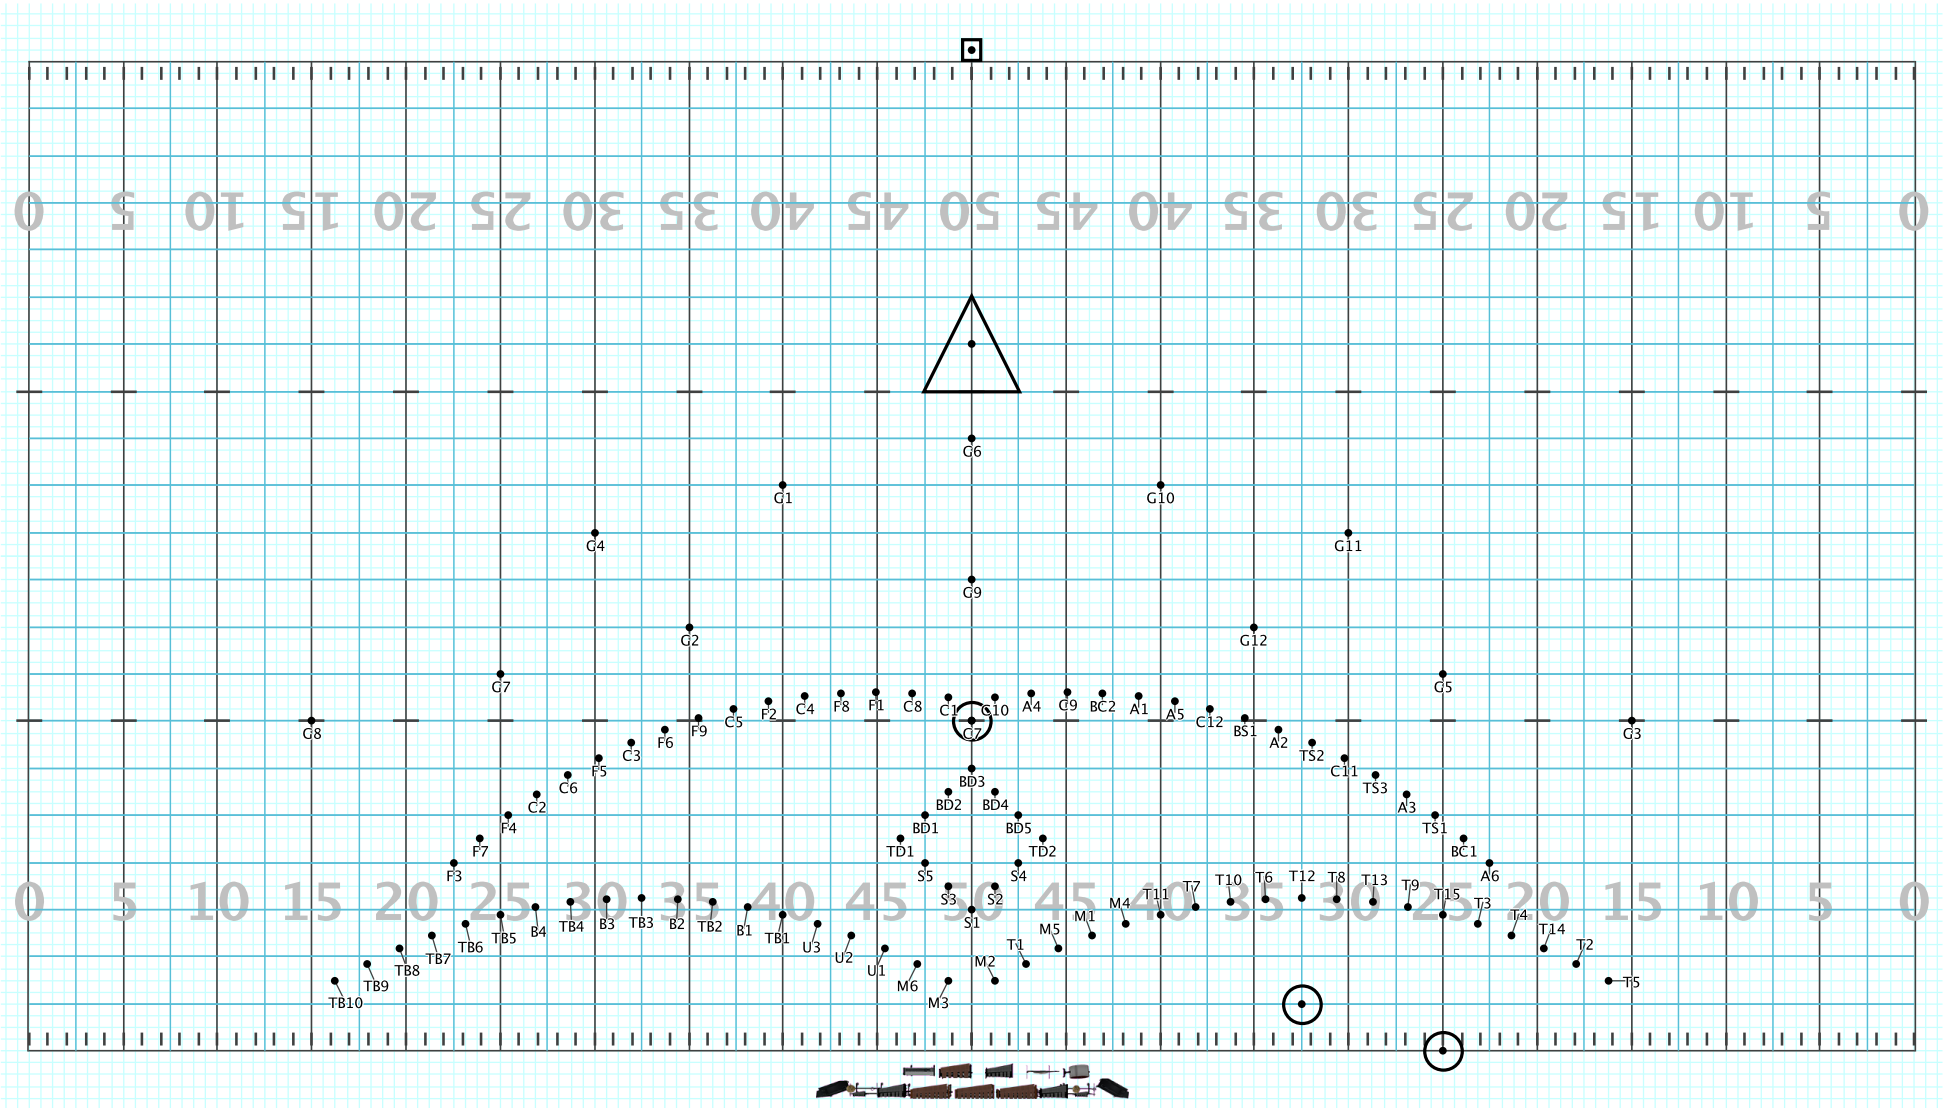 0 5 10 15 20 25 30 35 40 45 50 45 40 35 30 25 20 15 10 5 0
G6
G1 G10
G4 G11
G9
G2 G12
G7 G5
C8 F1 F8 C4 F2 C5 F9 C1 C10 A4 C9 BC2 A1 A5 C12 BS1
G8 C7 G3
F6 A2
C3 TS2
F5 C11
C6 BD3 TS3
C2 BD2 BD4 A3
F4 BD1 BD5 TS1
F7 TD1 TD2 BC1
F3 S5 S4 A6
0 5 10 15 20 25 30 35 40 45 50 45 40 35 30 25 20 15 10 5 0
S3 S2 T7 T10 T6 T12 T8 T13 T9
S1 M4 T11 T15 T3
TB5 B4 TB4 B3 TB3 B2 TB2 B1 TB1 M5 M1 T4 T14
TB8 TB7 TB6 U3 U2 U1 T1 T2
TB10 TB9 M6 M3 M2 T5